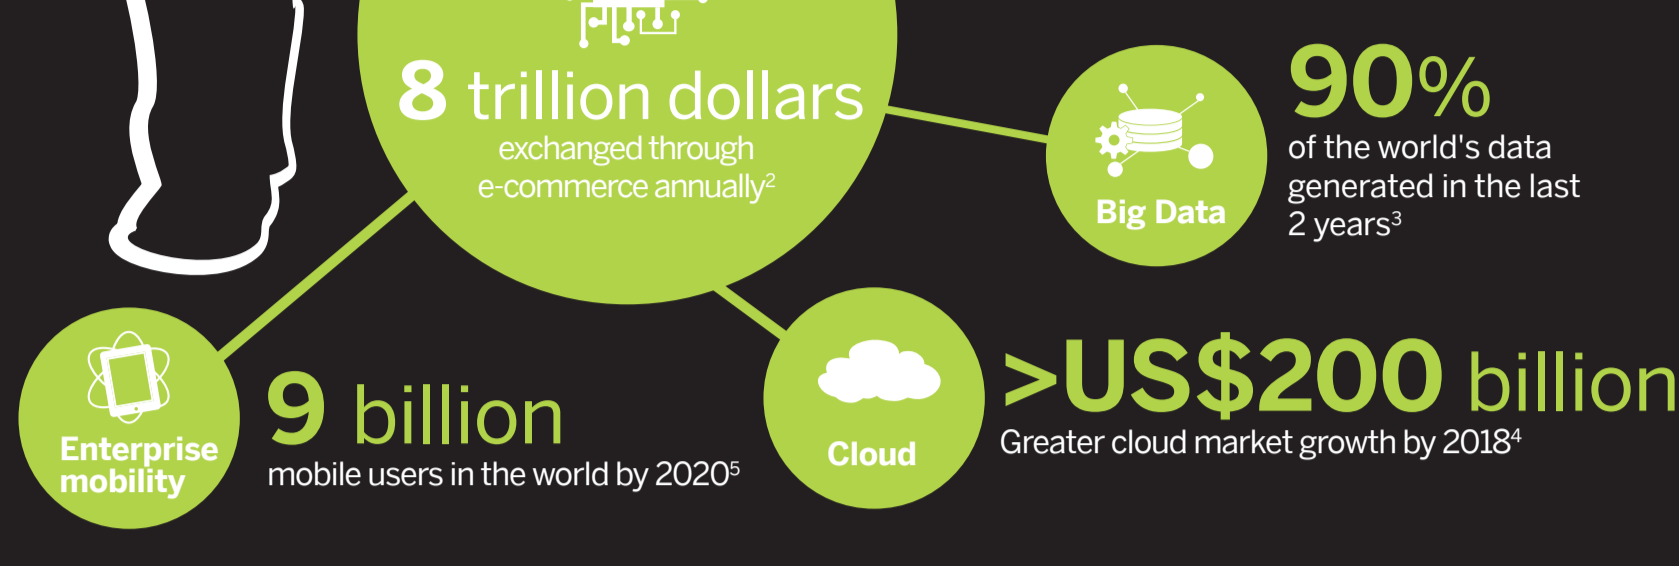 8 trillion dollars
exchanged through
e-commerce annually²
Big Data
90%
of the world's data
generated in the last
2 years³
Enterprise
mobility
9 billion
mobile users in the world by 2020⁵
Cloud
>US$200 billion
Greater cloud market growth by 2018⁴